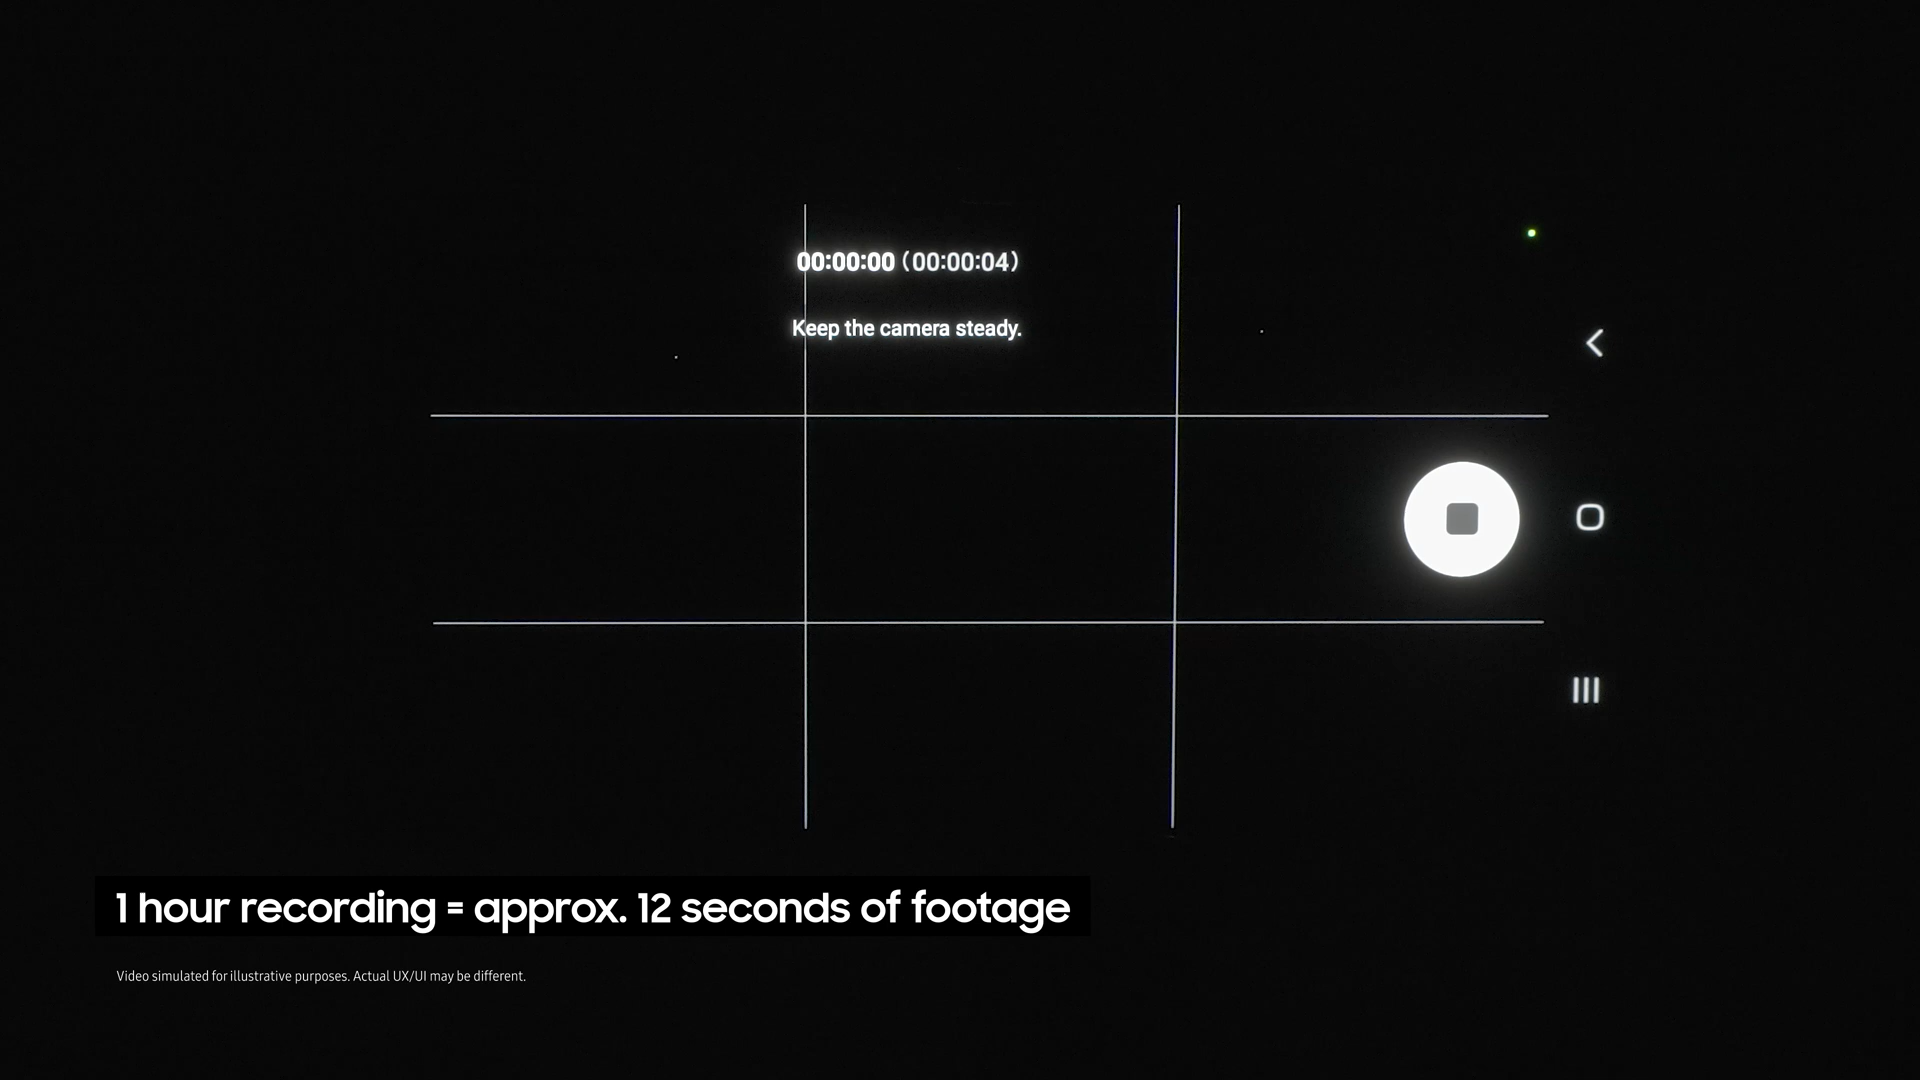 00:00:00 (00:00:04)
Keep the camera steady.
1 hour recording = approx. 12 seconds of footage
Video simulated for illustrative purposes. Actual UX/UI may be different.